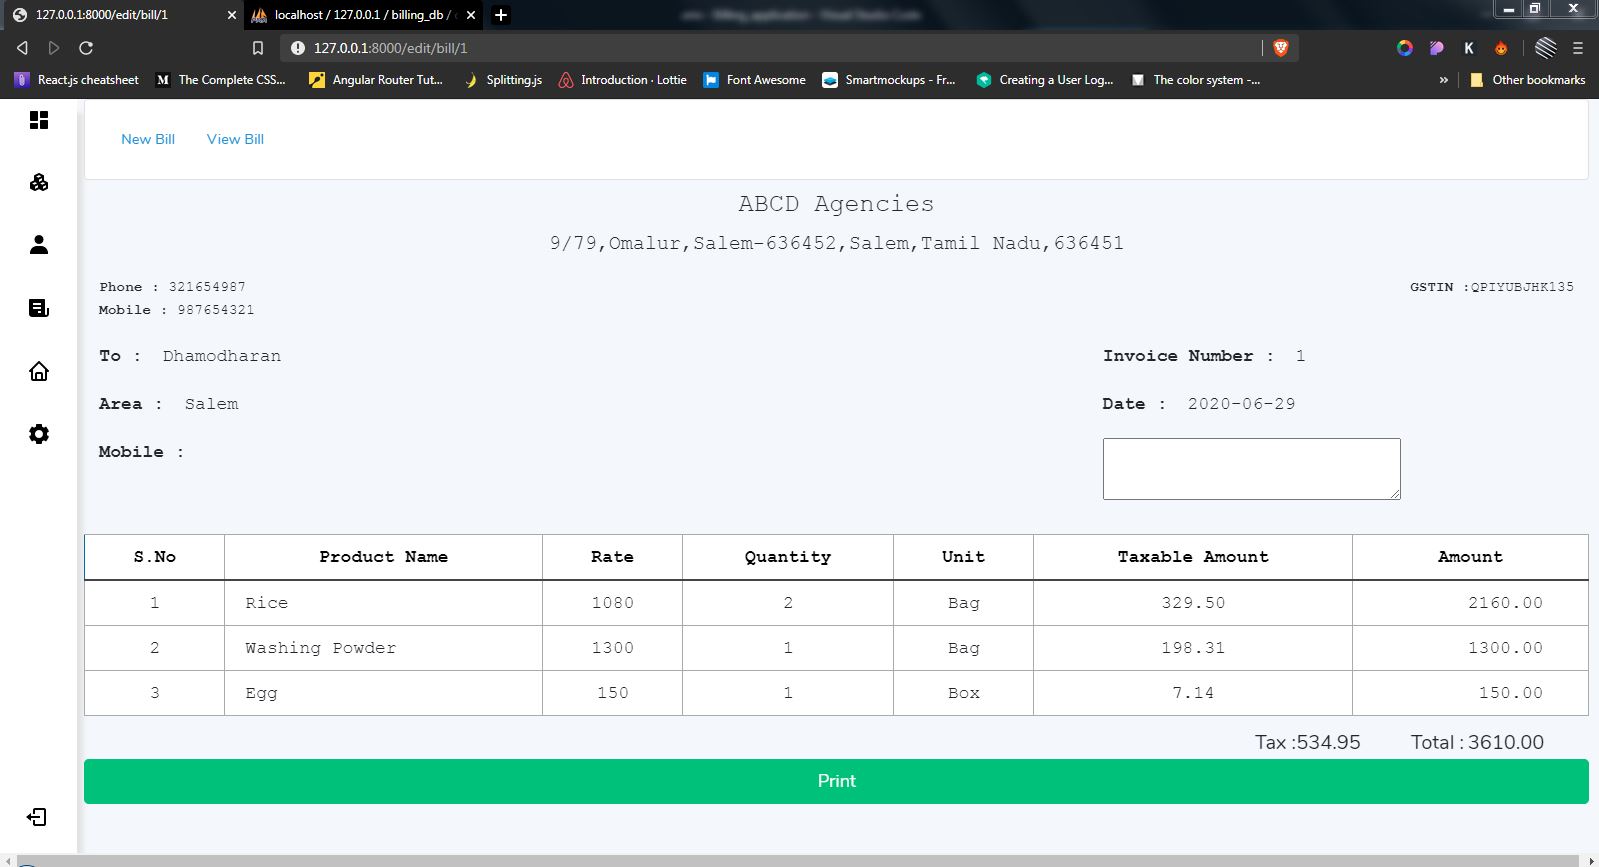 127.0.0.1:8000/edit/bill/1
localhost / 127.0.0.1 / billing_db /
127.0.0.1:8000/edit/bill/1
React.js cheatsheet
The Complete CSS...
Angular Router Tut...
Splitting.js
Introduction · Lottie
Font Awesome
Smartmockups - Fr...
Creating a User Log...
The color system -...
» Other bookmarks
New Bill View Bill
ABCD Agencies
9/79,Omalur,Salem-636452,Salem,Tamil Nadu,636451
Phone : 321654987 GSTIN :QPIYUBJHK135
Mobile : 987654321
To : Dhamodharan Invoice Number : 1
Area : Salem Date : 2020-06-29
Mobile :
S.No Product Name Rate Quantity Unit Taxable Amount Amount
1 Rice 1080 2 Bag 329.50 2160.00
2 Washing Powder 1300 1 Bag 198.31 1300.00
3 Egg 150 1 Box 7.14 150.00
Tax :534.95 Total : 3610.00
Print